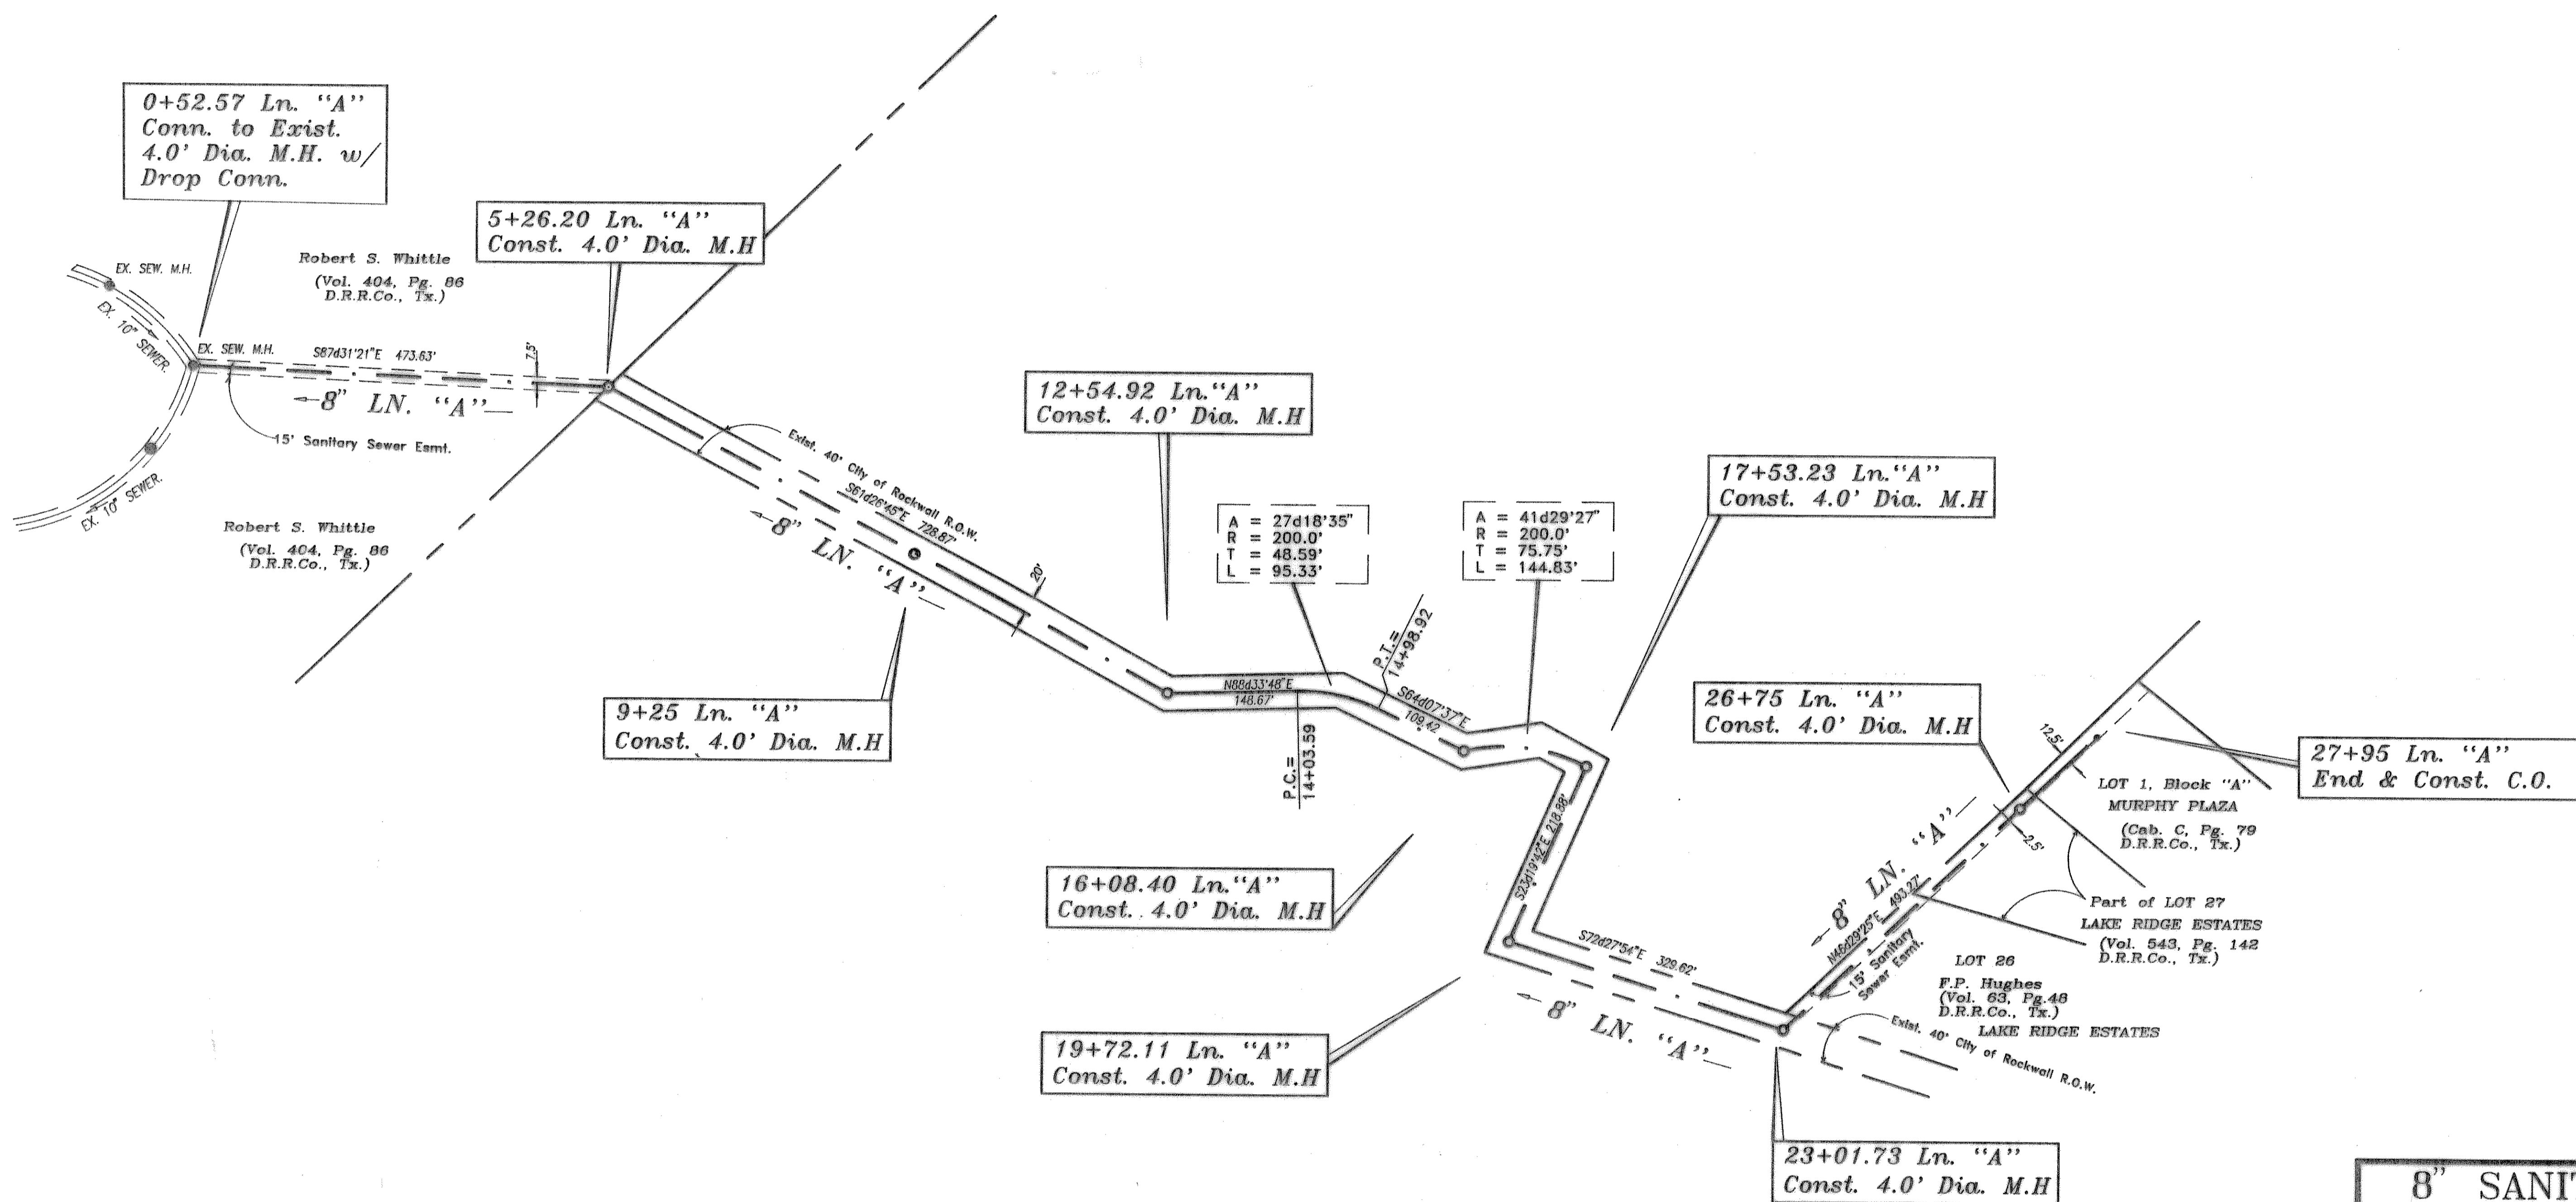 0+52.57 Ln. “A”
Conn. to Exist.
4.0' Dia. M.H. w/
Drop Conn.
5+26.20 Ln. “A”
Const. 4.0' Dia. M.H
Robert S. Whittle
(Vol. 404, Pg. 86
D.R.R.Co., Tx.)
EX. SEW. M.H.
EX. 10" SEWER.
EX. SEW. M.H.
S87d31'21"E 473.63'
7.5'
8” LN. “A”
15' Sanitary Sewer Esmt.
EX. 10" SEWER.
Robert S. Whittle
(Vol. 404, Pg. 86
D.R.R.Co., Tx.)
Exist. 40' City of Rockwall R.O.W.
S61d26'45"E 728.87'
8” LN. “A”
20'
12+54.92 Ln.“A”
Const. 4.0' Dia. M.H
9+25 Ln. “A”
Const. 4.0' Dia. M.H
A = 27d18'35"
R = 200.0'
T = 48.59'
L = 95.33'
A = 41d29'27"
R = 200.0'
T = 75.75'
L = 144.83'
17+53.23 Ln.“A”
Const. 4.0' Dia. M.H
P.T.=
14+98.92
N88d33'48"E
148.67'
S64d07'37"E
109.42
P.C.=
14+03.59
16+08.40 Ln.“A”
Const. 4.0' Dia. M.H
S23d19'42"E 218.88'
19+72.11 Ln. “A”
Const. 4.0' Dia. M.H
S72d27'54"E 329.62'
8” LN. “A”
26+75 Ln. “A”
Const. 4.0' Dia. M.H
12.5'
27+95 Ln. “A”
End & Const. C.O.
LOT 1, Block “A”
MURPHY PLAZA
(Cab. C, Pg. 79
D.R.R.Co., Tx.)
2.5'
8” LN. “A”
N46d29'25"E 493.27'
15' Sanitary
Sewer Esmt.
Part of LOT 27
LAKE RIDGE ESTATES
(Vol. 543, Pg. 142
D.R.R.Co., Tx.)
LOT 26
F.P. Hughes
(Vol. 63, Pg.48
D.R.R.Co., Tx.)
LAKE RIDGE ESTATES
Exist. 40' City of Rockwall R.O.W.
23+01.73 Ln. “A”
Const. 4.0' Dia. M.H
8” SANIT